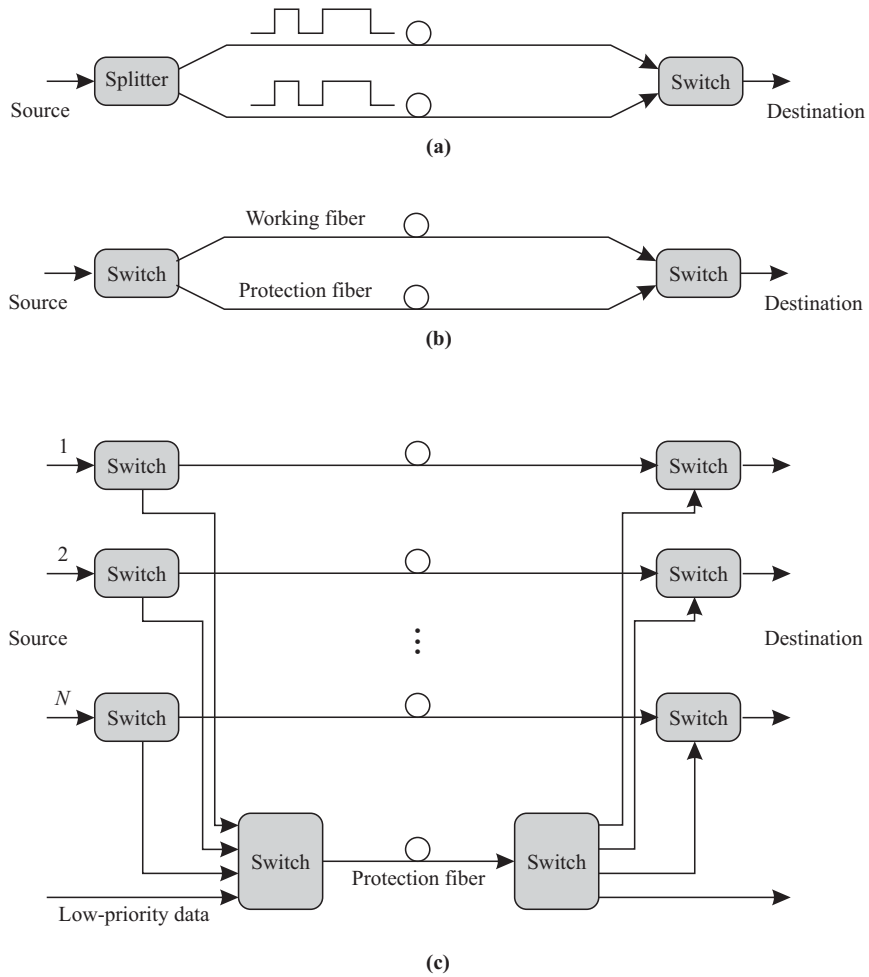 Splitter
Switch
Source
Destination
(a)
Working fiber
Switch
Switch
Protection fiber
Source
Destination
(b)
1
Switch
Switch
2
Switch
Switch
Source
Destination
N
Switch
Switch
Switch
Switch
Protection fiber
Low-priority data
(c)